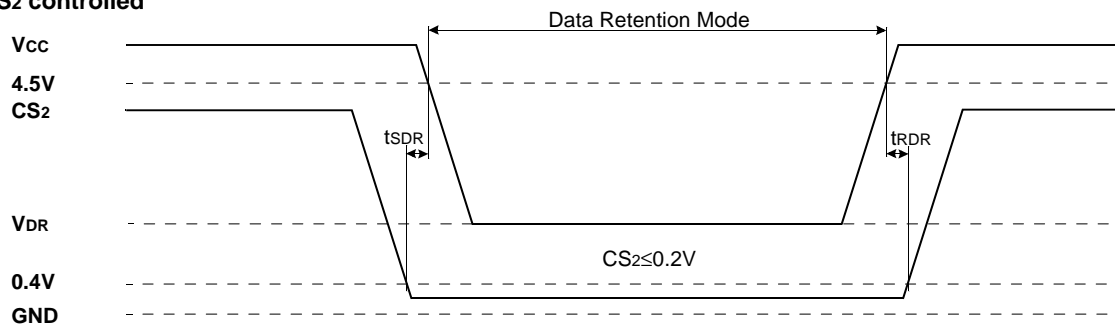 S2 controlled
Data Retention Mode
VCC
4.5V
CS2
tSDR
tRDR
VDR
CS2≤0.2V
0.4V
GND